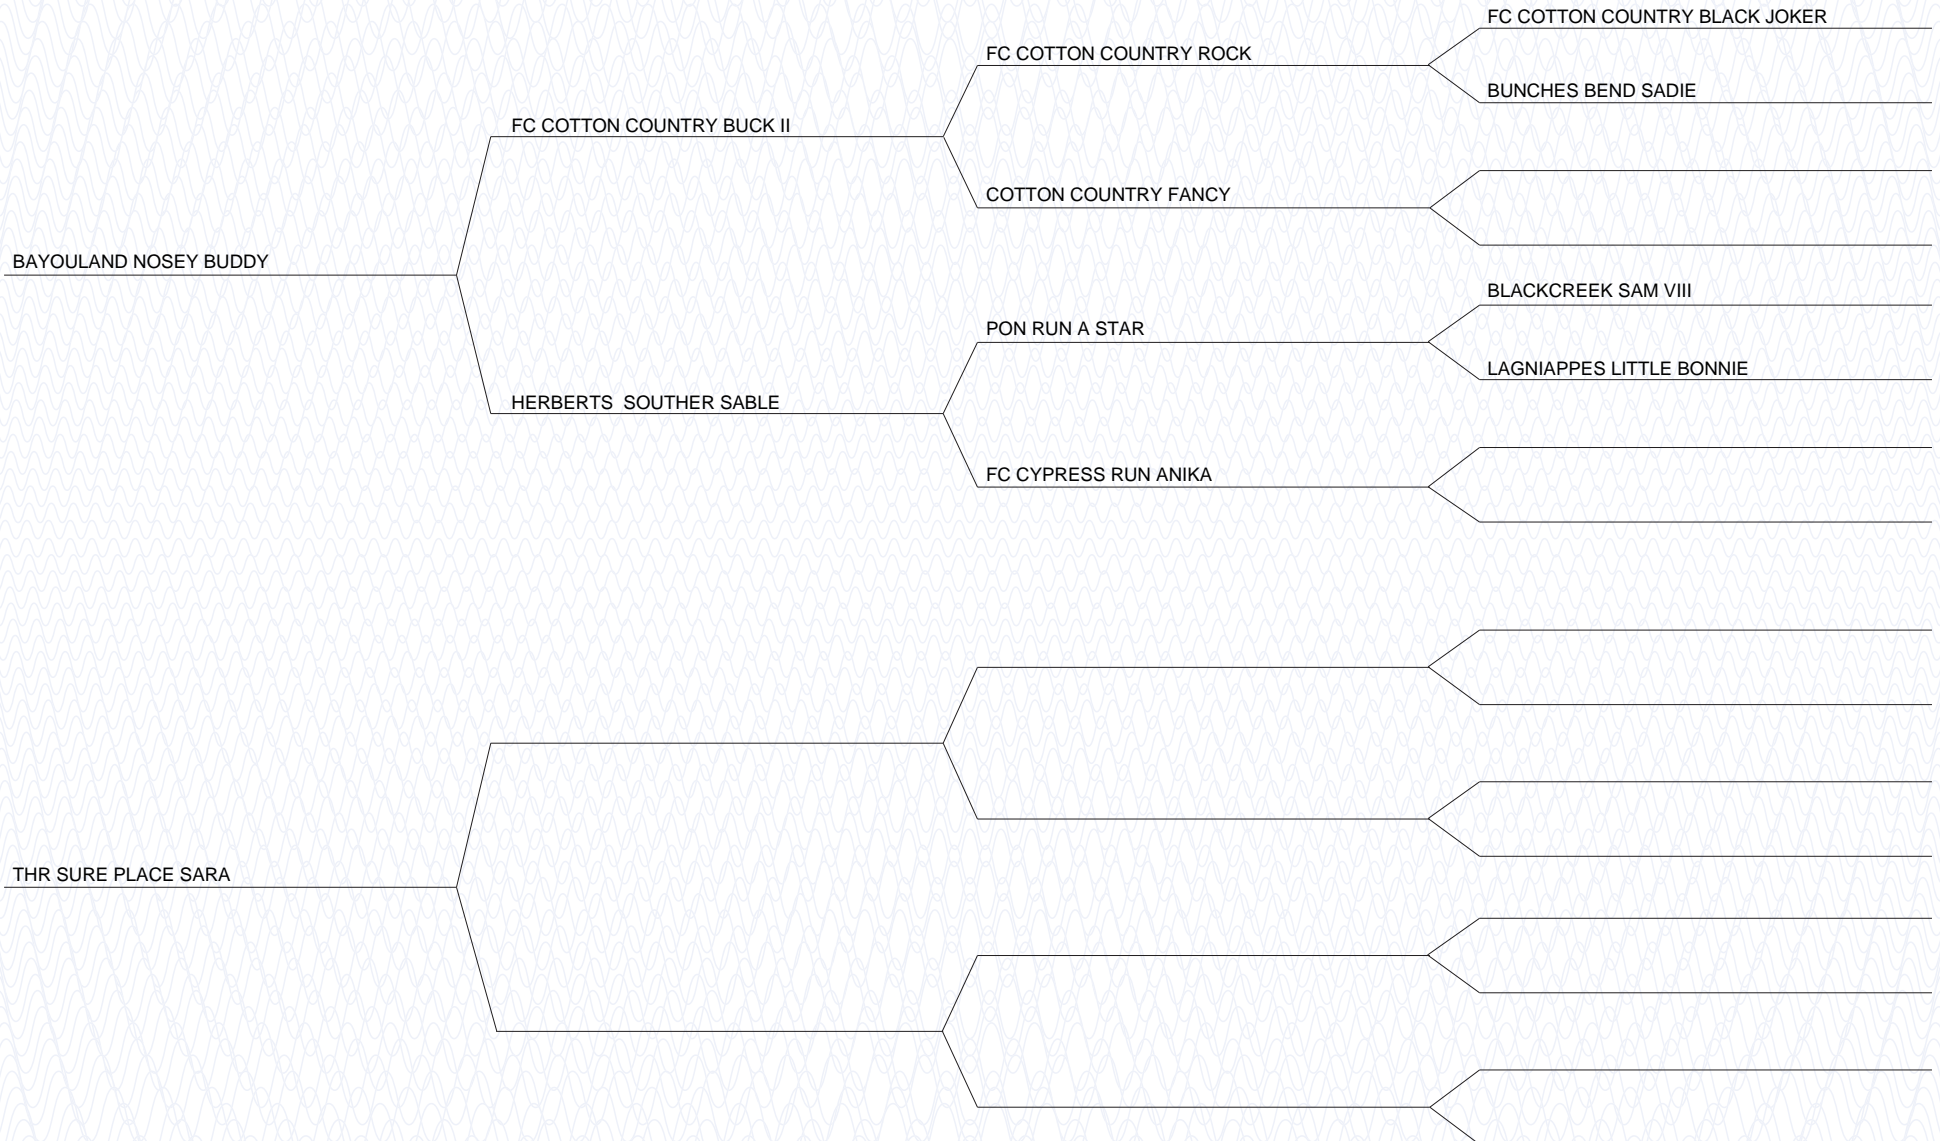 FC COTTON COUNTRY BLACK JOKER
FC COTTON COUNTRY ROCK
BUNCHES BEND SADIE
FC COTTON COUNTRY BUCK II
COTTON COUNTRY FANCY
BAYOULAND NOSEY BUDDY
BLACKCREEK SAM VIII
PON RUN A STAR
LAGNIAPPES LITTLE BONNIE
HERBERTS  SOUTHER SABLE
FC CYPRESS RUN ANIKA
THR SURE PLACE SARA